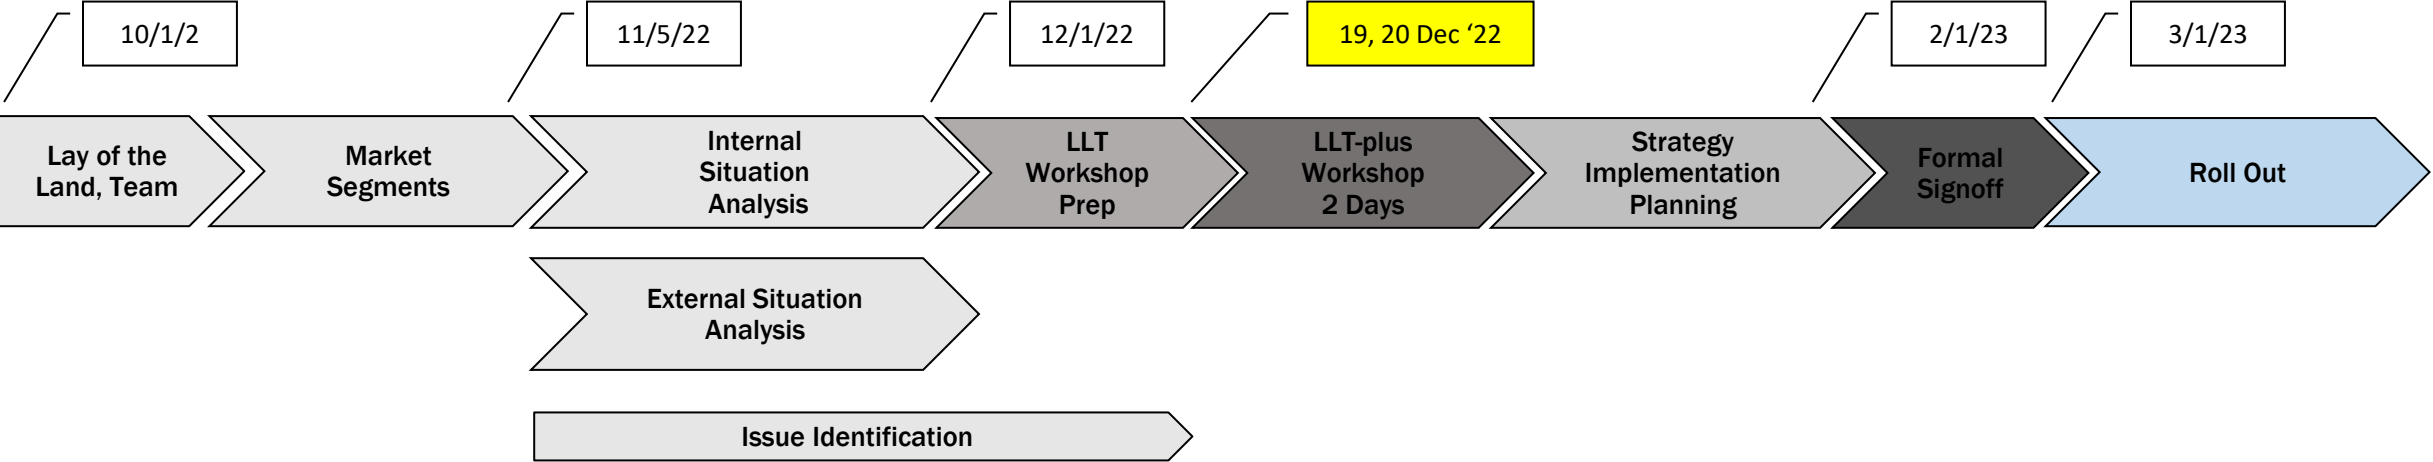 10/1/2
11/5/22
12/1/22
19, 20 Dec ‘22
2/1/23
3/1/23
Lay of the
Land, Team
Market
Segments
Internal
Situation
Analysis
LLT
Workshop
Prep
LLT-plus
Workshop
2 Days
Strategy
Implementation
Planning
Formal
Signoff
Roll Out
External Situation
Analysis
Issue Identification